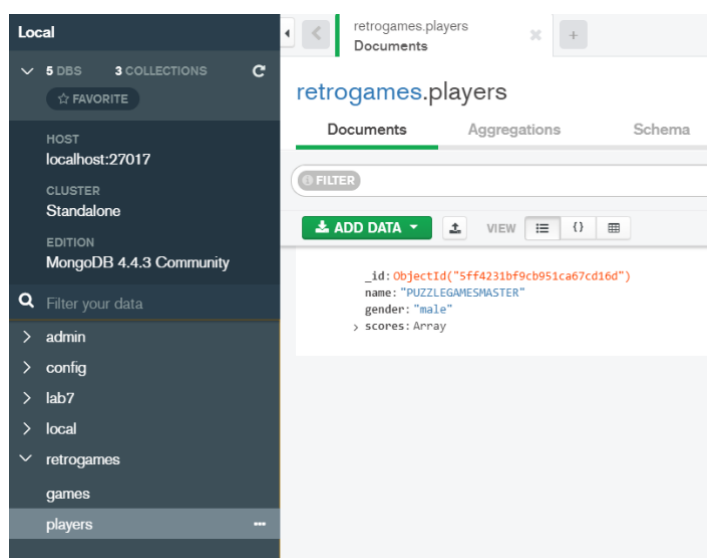 Local
5 DBS 3 COLLECTIONS
FAVORITE
HOST
localhost:27017
CLUSTER
Standalone
EDITION
MongoDB 4.4.3 Community
Filter your data
admin
config
lab7
local
retrogames
games
players
retrogames.players
Documents
retrogames.players
Documents Aggregations Schema
FILTER
ADD DATA VIEW {}
_id: ObjectId("5ff4231bf9cb951ca67cd16d")
name: "PUZZLEGAMESMASTER"
gender: "male"
> scores: Array